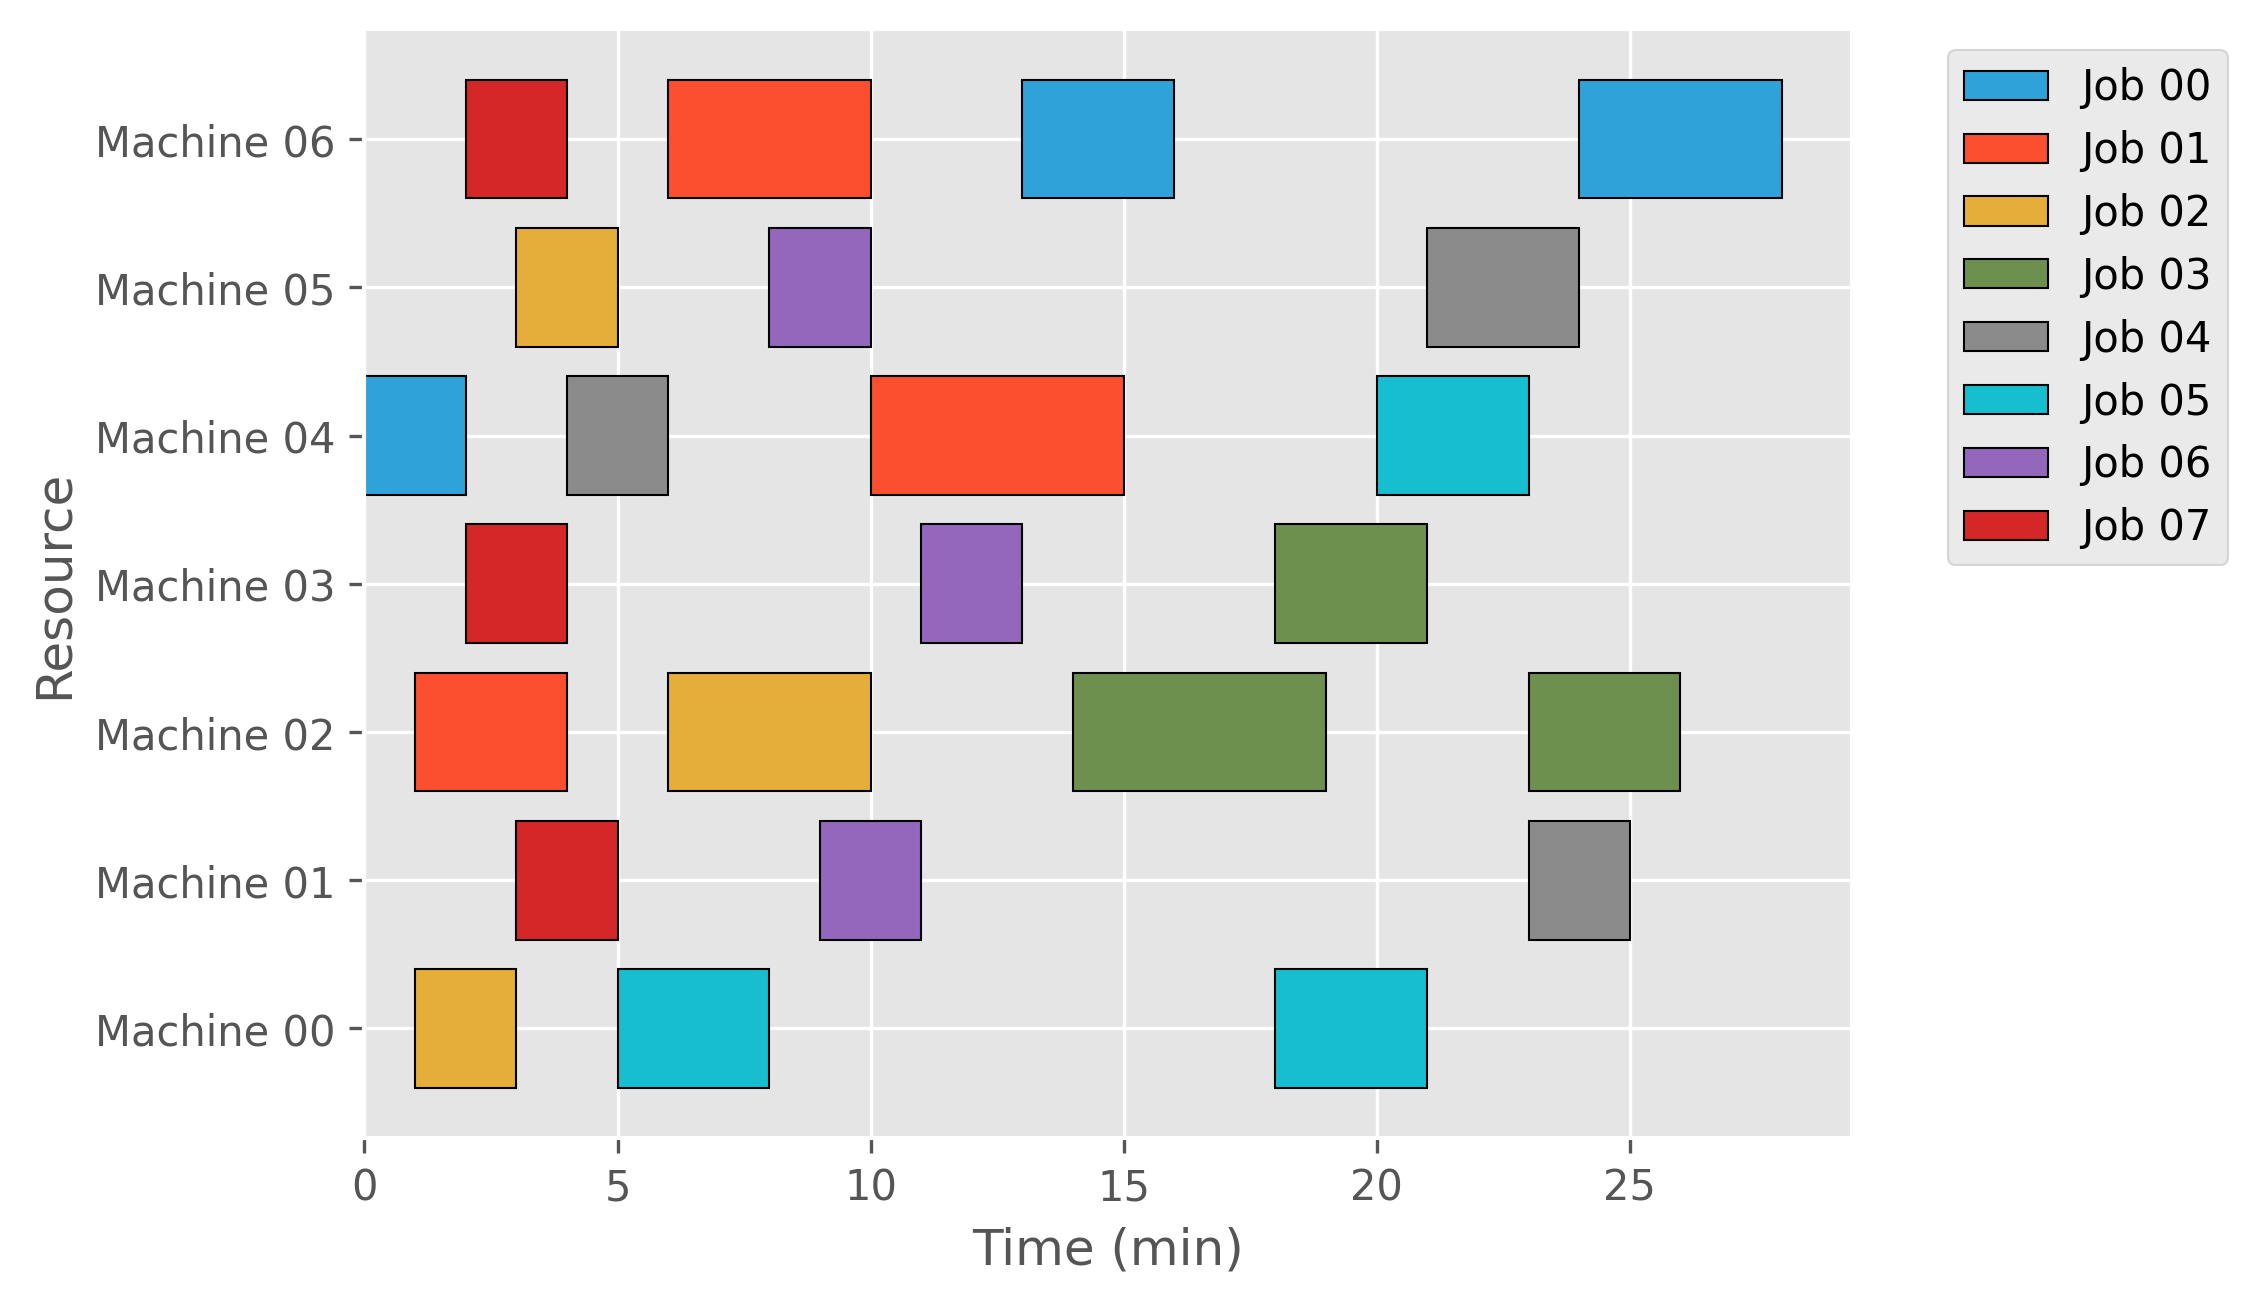 Machine 06
Machine 05
Machine 04
Machine 03
Machine 02
Machine 01
Machine 00
Resource
0 5 10 15 20 25
Time (min)
Job 00
Job 01
Job 02
Job 03
Job 04
Job 05
Job 06
Job 07